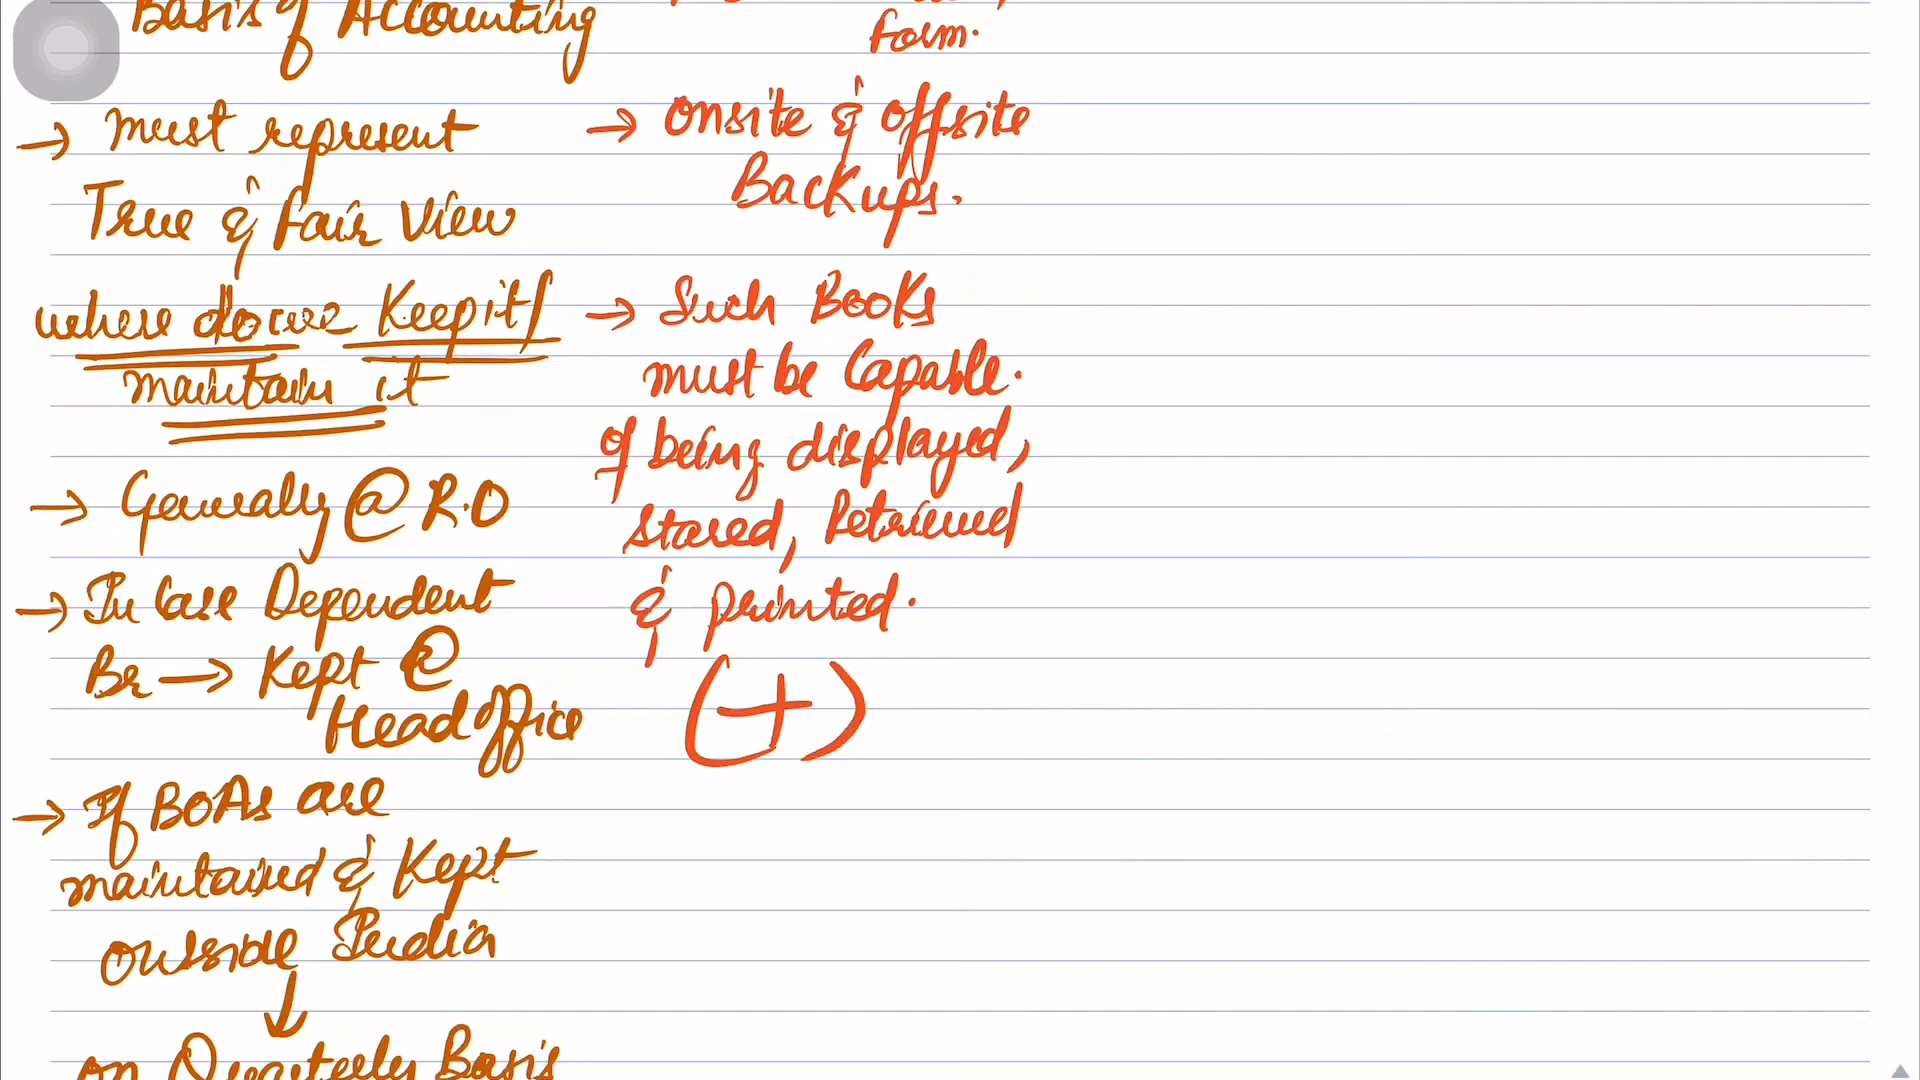 Basis of Accounting
→ must represent
True & Fair View
where do we Keep it/
maintain it
→ Generally @ R.O
→ In Case Dependent
Br → Kept @
Head office
→ If BOAs are
maintained & Kept
outside India
↓
on Quarterly Basis
form.
→ onsite & offsite
Backups.
→ Such Books
must be Capable.
of being displayed,
stored, Retrieved
& printed.
(+)